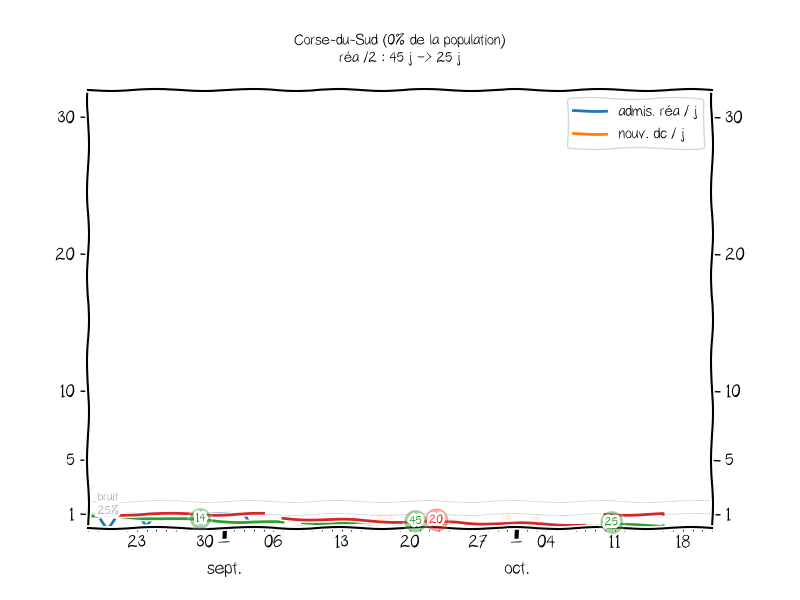 Corse-du-Sud (0% de la population)
réa /2 : 45 j -> 25 j
admis. réa / j
nouv. dc / j
30 30
20 20
10 10
5 5
bruit
25%
1 1
14 45 20 25
23 30 06 13 20 27 04 11 18
sept. oct.